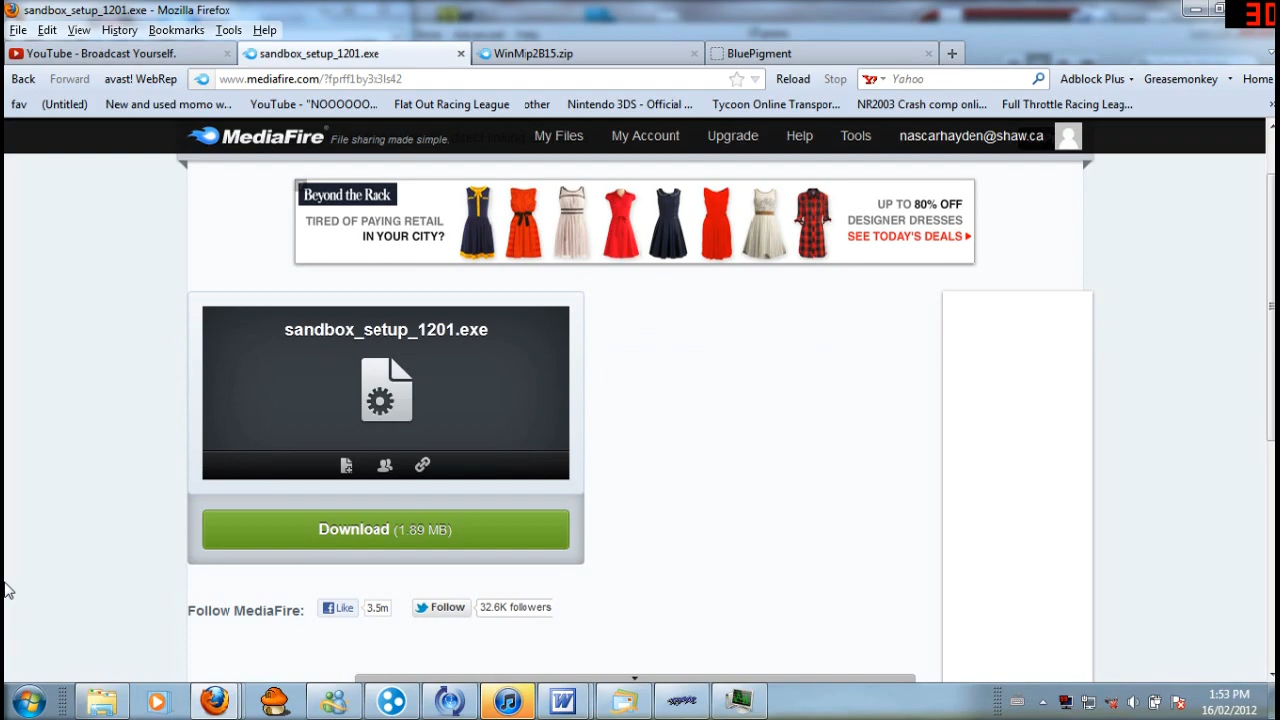 sandbox_setup_1201.exe - Mozilla Firefox
30
File Edit View History Bookmarks Tools Help
YouTube - Broadcast Yourself. sandbox_setup_1201.exe WinMip2B15.zip BluePigment
Back Forward avast! WebRep www.mediafire.com/?fprff1by3x3ls42 Yahoo Reload Stop Adblock Plus Greasemonkey Home
fav (Untitled) New and used momo w... YouTube - "NOOOOOO... Flat Out Racing League other Nintendo 3DS - Official ... Tycoon Online Transpor... NR2003 Crash comp onli... Full Throttle Racing Leag...
MediaFire File sharing made simple. My Files My Account Upgrade Help Tools nascarhayden@shaw.ca
Beyond the Rack
TIRED OF PAYING RETAIL
IN YOUR CITY?
UP TO 80% OFF
DESIGNER DRESSES
SEE TODAY'S DEALS
sandbox_setup_1201.exe
Download (1.89 MB)
Follow MediaFire: Like 3.5m Follow 32.6K followers
1:53 PM
16/02/2012